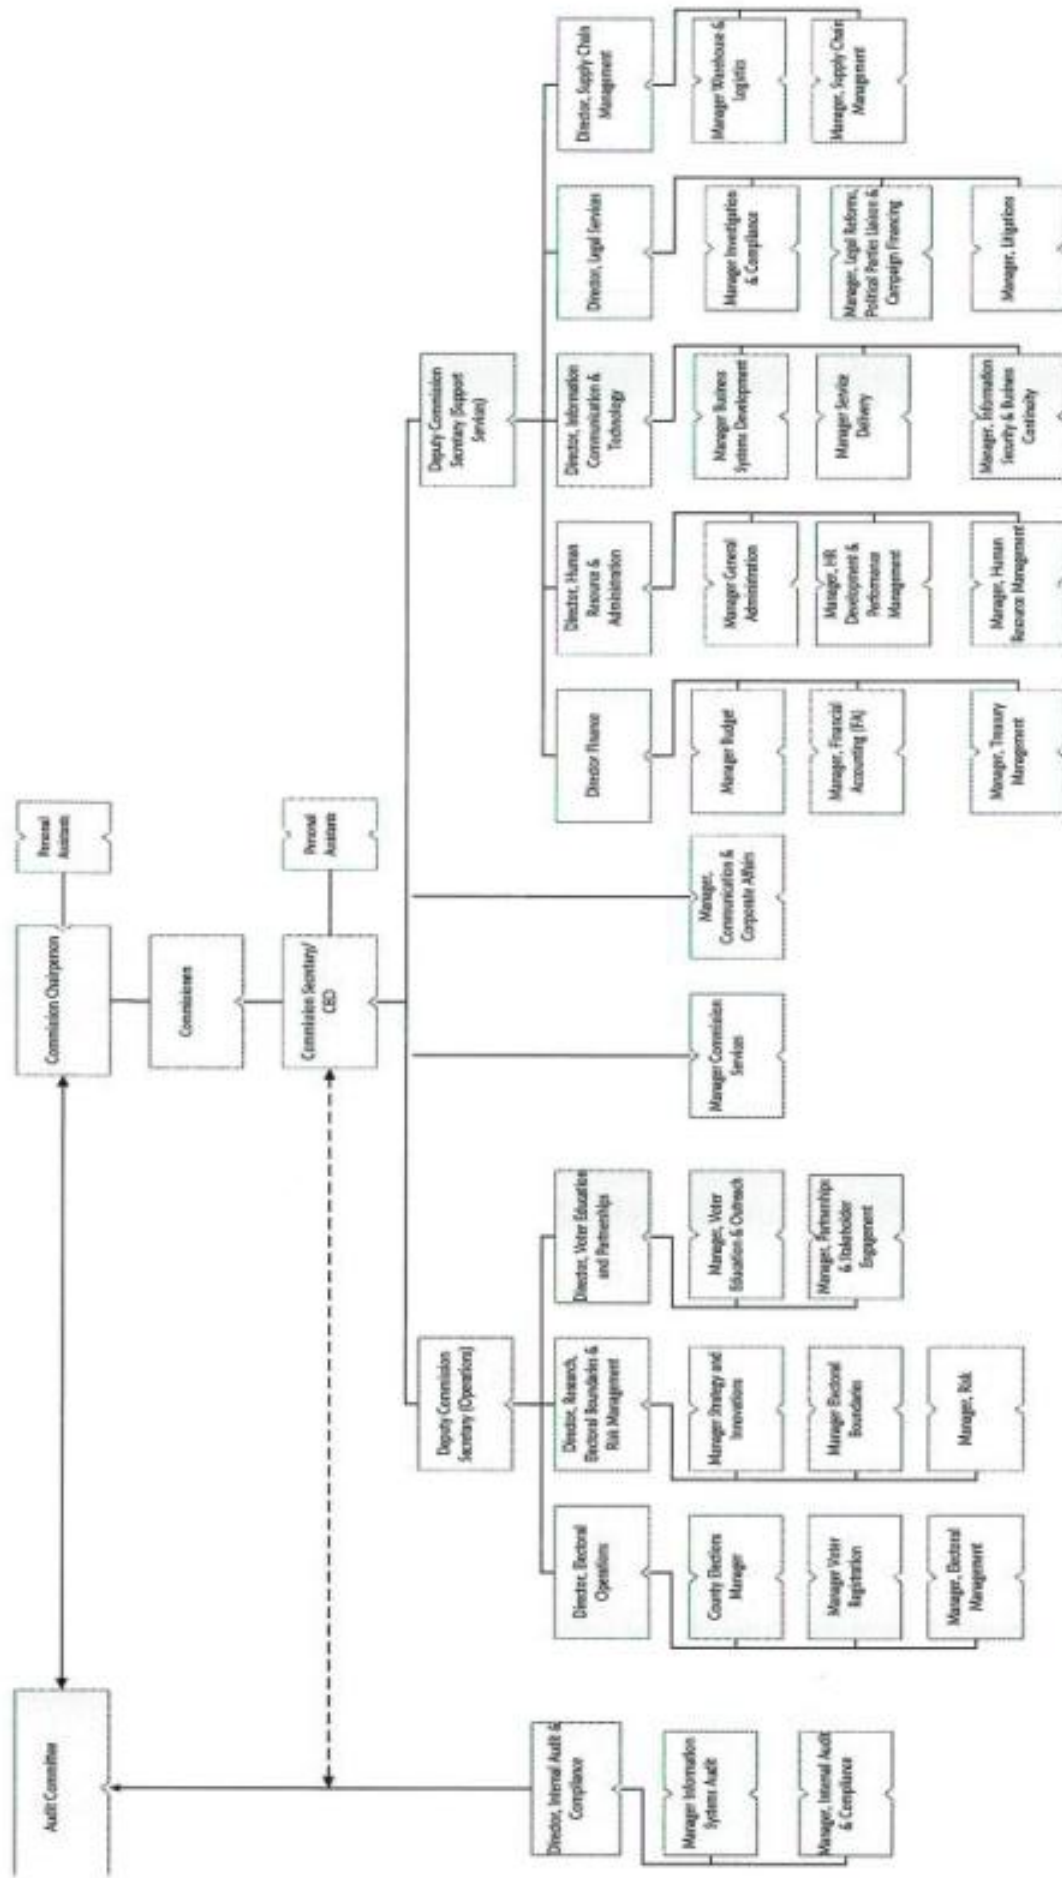 Audit Committee
Commission Chairperson
Personal
Assistants
Commissioners
Commission Secretary/
CEO
Personal
Assistants
Deputy Commission
Secretary (Operations)
Deputy Commission
Secretary (Support
Services)
Director, Internal Audit &
Compliance
Director, Electoral
Operations
Director, Research,
Electoral Boundaries &
Risk Management
Director, Voter Education
and Partnerships
Director Finance
Director, Human
Resource &
Administration
Director, Information
Communication &
Technology
Director, Legal Services
Director, Supply Chain
Management
Manager Information
Systems Audit
County Elections
Manager
Manager Strategy and
Innovations
Manager, Voter
Education & Outreach
Manager Commission
Services
Manager,
Communication &
Corporate Affairs
Manager Budget
Manager General
Administration
Manager Business
Systems Development
Manager Investigation
& Compliance
Manager Warehouse &
Logistics
Manager, Internal Audit
& Compliance
Manager Voter
Registration
Manager Electoral
Boundaries
Manager, Partnerships
& Stakeholder
Engagement
Manager, Financial
Accounting (FA)
Manager, HR
Development &
Performance
Management
Manager Service
Delivery
Manager, Legal Reforms,
Political Parties Liaison &
Campaign Financing
Manager, Supply Chain
Management
Manager, Electoral
Management
Manager, Risk
Manager, Treasury
Management
Manager, Human
Resource Management
Manager, Information
Security & Business
Continuity
Manager, Litigations